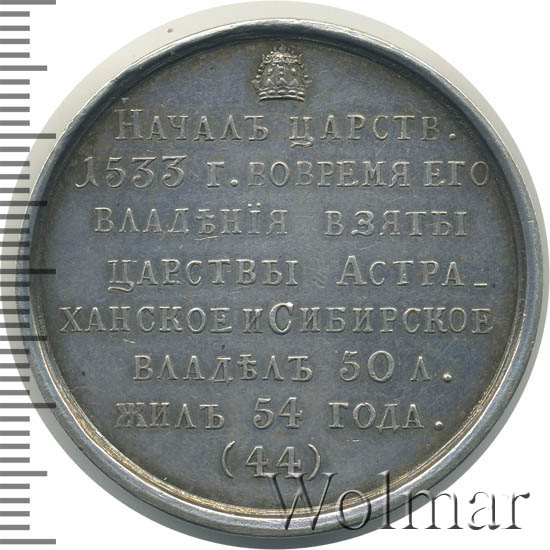 НАЧАЛЪ ЦАРСТВ.
1533 Г. ВОВРЕМЯ ЕГО
ВЛАДѢНІЯ ВЗЯТЫ
ЦАРСТВЫ АСТРА_
ХАНСКОЕ И СИБИРСКОЕ
ВЛАДѢЛЪ 50 Л.
ЖИЛЪ 54 ГОДА.
(44)
Wolmar